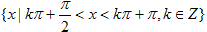 {x | kπ + π/2 < x < kπ + π, k ∈ Z}